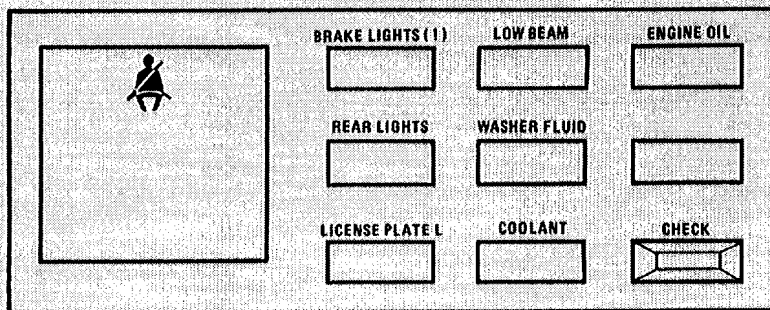 BRAKE LIGHTS (1) LOW BEAM ENGINE OIL
REAR LIGHTS WASHER FLUID
LICENSE PLATE L COOLANT CHECK